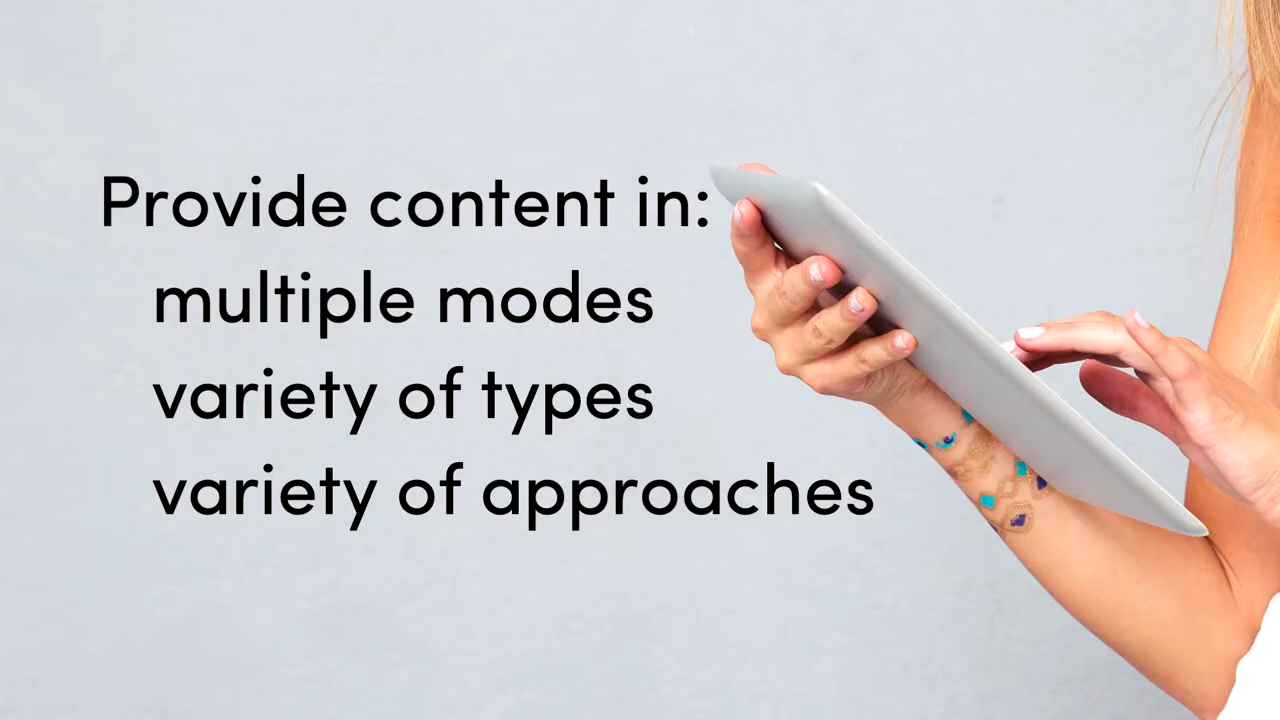 Provide content in:
multiple modes
variety of types
variety of approaches